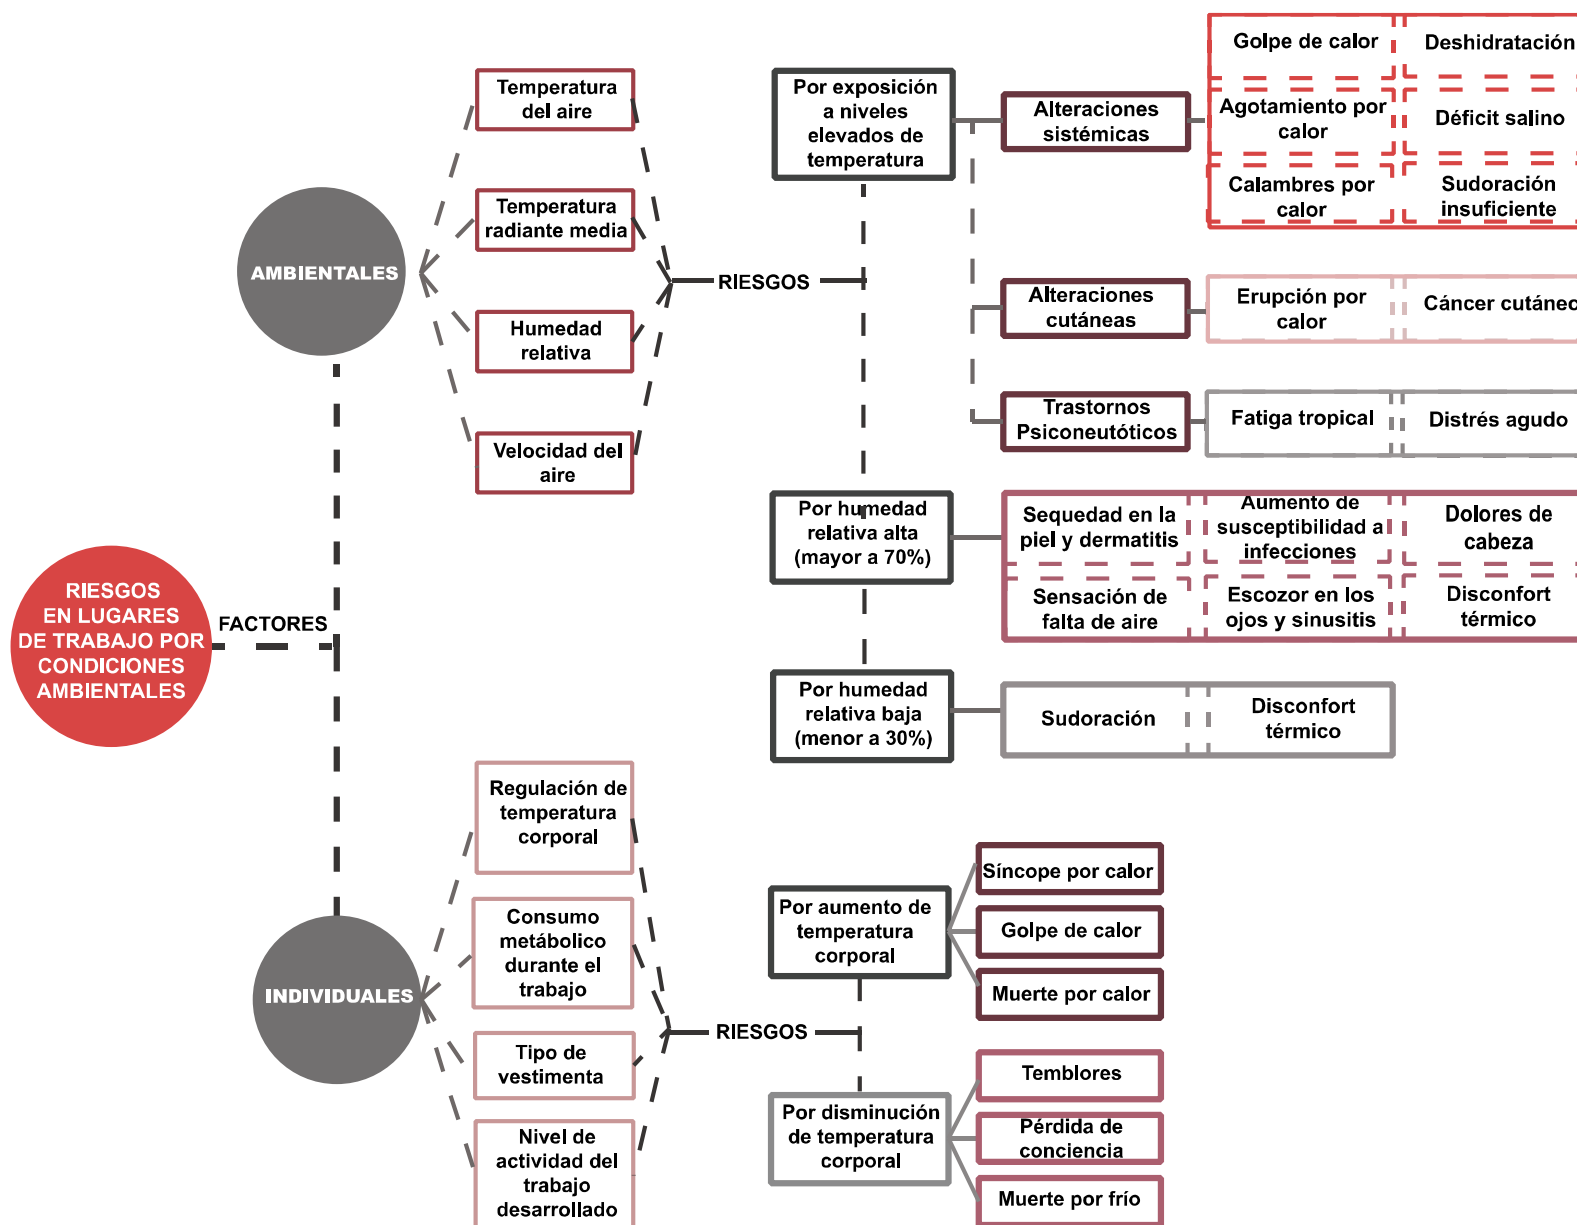 RIESGOS
EN LUGARES
DE TRABAJO POR
CONDICIONES
AMBIENTALES
FACTORES
AMBIENTALES
Temperatura
del aire
Temperatura
radiante media
Humedad
relativa
Velocidad del
aire
RIESGOS
Por exposición
a niveles
elevados de
temperatura
Alteraciones
sistémicas
Golpe de calor
Deshidratación
Agotamiento por
calor
Déficit salino
Calambres por
calor
Sudoración
insuficiente
Alteraciones
cutáneas
Erupción por
calor
Cáncer cutáneo
Trastornos
Psiconeutóticos
Fatiga tropical
Distrés agudo
Por humedad
relativa alta
(mayor a 70%)
Sequedad en la
piel y dermatitis
Aumento de
susceptibilidad a
infecciones
Dolores de
cabeza
Sensación de
falta de aire
Escozor en los
ojos y sinusitis
Disconfort
térmico
Por humedad
relativa baja
(menor a 30%)
Sudoración
Disconfort
térmico
INDIVIDUALES
Regulación de
temperatura
corporal
Consumo
metábolico
durante el
trabajo
Tipo de
vestimenta
Nivel de
actividad del
trabajo
desarrollado
RIESGOS
Por aumento de
temperatura
corporal
Síncope por calor
Golpe de calor
Muerte por calor
Por disminución
de temperatura
corporal
Temblores
Pérdida de
conciencia
Muerte por frío